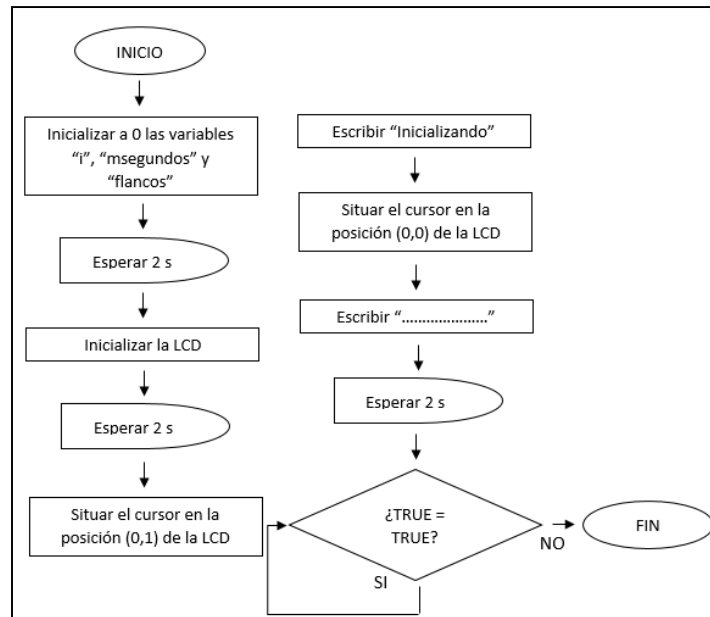 INICIO
Inicializar a 0 las variables
“i”, “msegundos” y
“flancos”
Esperar 2 s
Inicializar la LCD
Esperar 2 s
Situar el cursor en la
posición (0,1) de la LCD
Escribir “Inicializando”
Situar el cursor en la
posición (0,0) de la LCD
Escribir “.....................”
Esperar 2 s
¿TRUE =
TRUE?
SI
NO
FIN